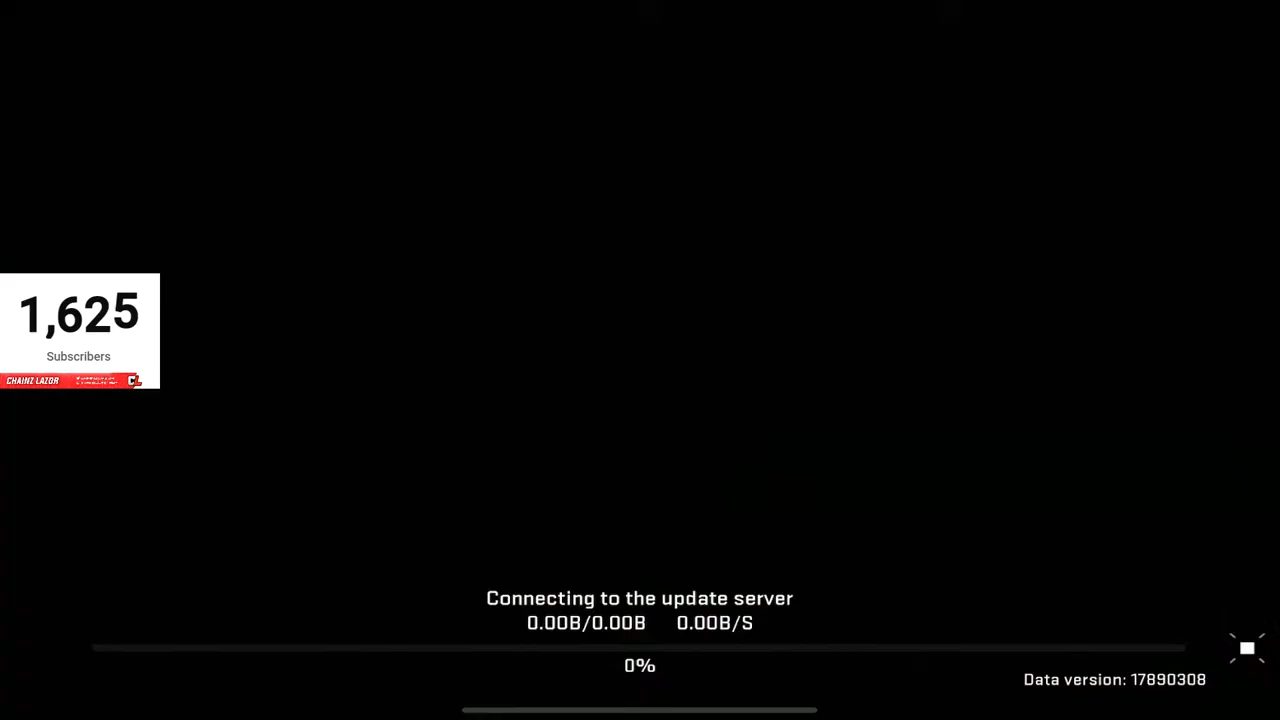 1,625
Subscribers
CHAINZ LAZOR
CL
Connecting to the update server
0.00B/0.00B 0.00B/S
0%
Data version: 17890308